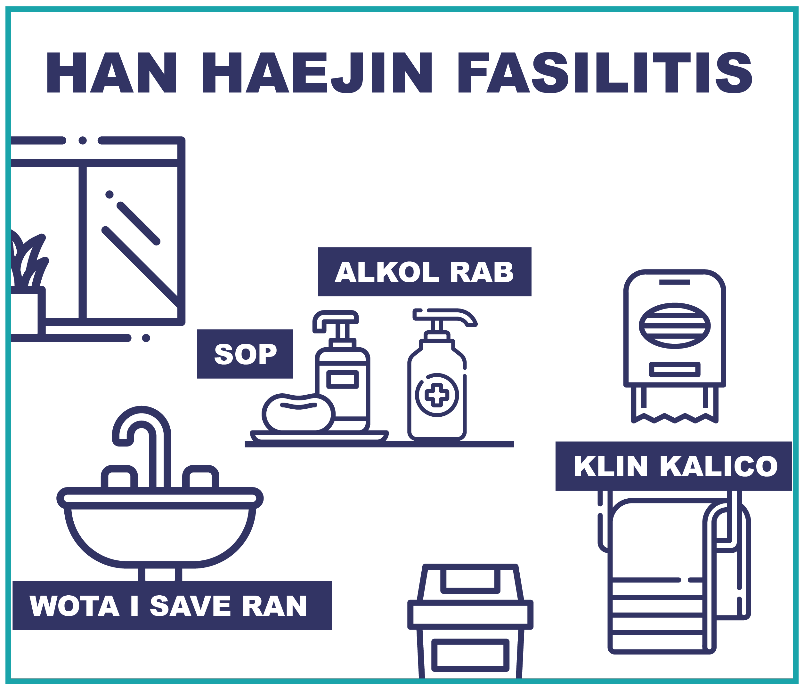 HAN HAEJIN FASILITIS
ALKOL RAB
SOP
KLIN KALICO
WOTA I SAVE RAN